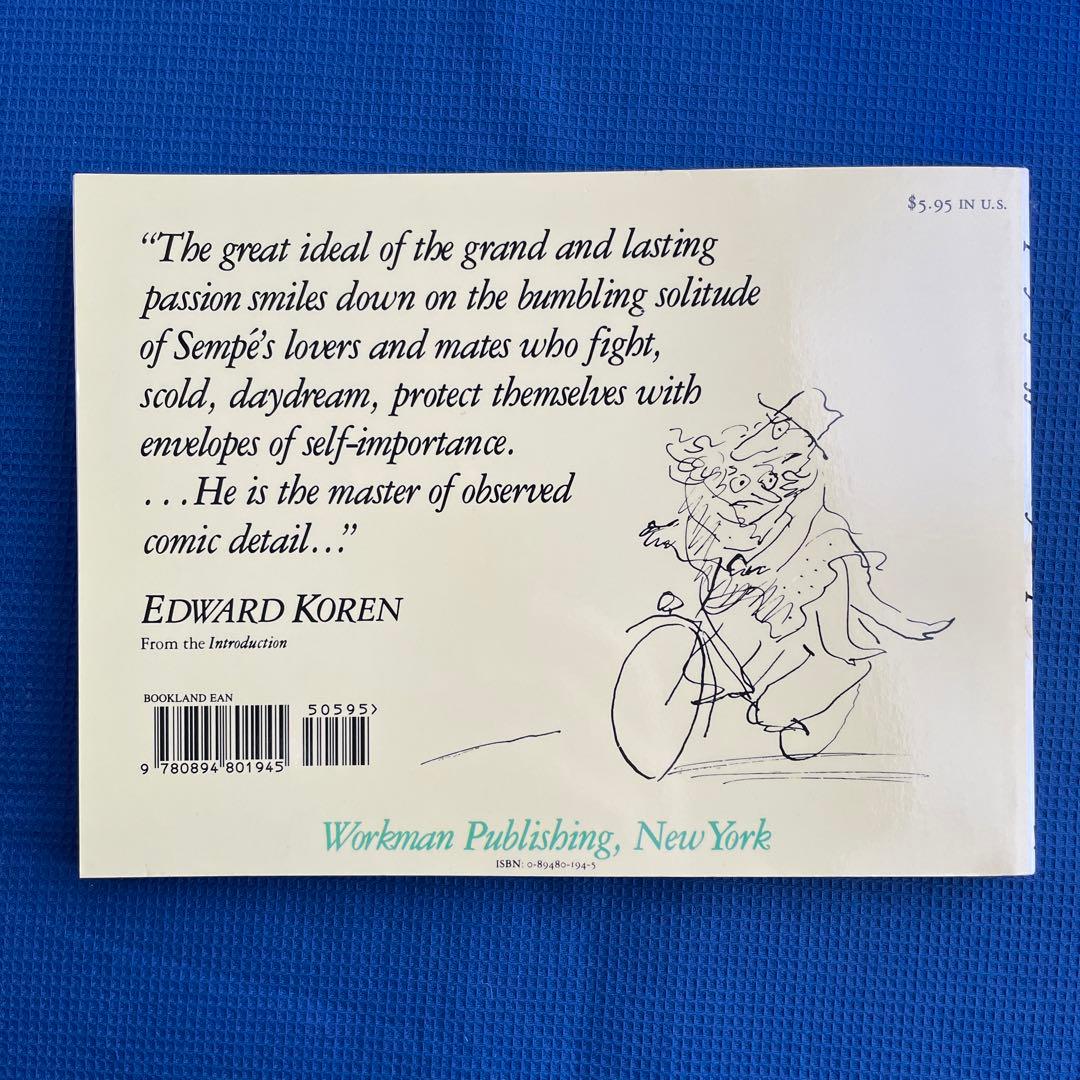 $5.95 IN U.S.
“The great ideal of the grand and lasting
passion smiles down on the bumbling solitude
of Sempé’s lovers and mates who fight,
scold, daydream, protect themselves with
envelopes of self-importance.
...He is the master of observed
comic detail...”
EDWARD KOREN
From the Introduction
BOOKLAND EAN
50595>
9 780894 801945
Workman Publishing, New York
ISBN: 0-89480-194-5